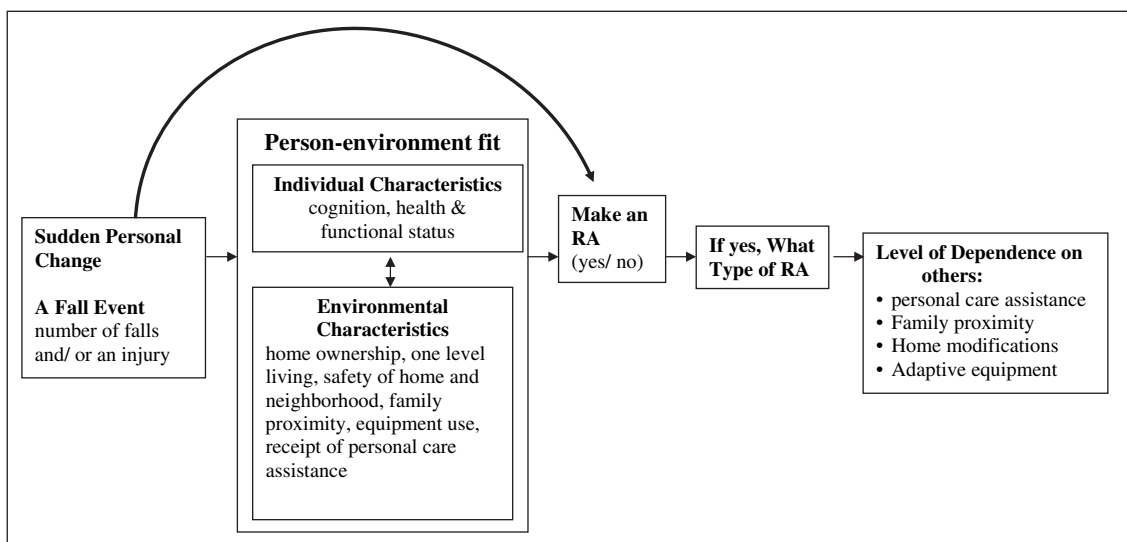 Person-environment fit
Individual Characteristics
cognition, health &
functional status
Sudden Personal
Change
A Fall Event
number of falls
and/ or an injury
Environmental
Characteristics
home ownership, one level
living, safety of home and
neighborhood, family
proximity, equipment use,
receipt of personal care
assistance
Make an
RA
(yes/ no)
If yes, What
Type of RA
Level of Dependence on
others:
• personal care assistance
• Family proximity
• Home modifications
• Adaptive equipment